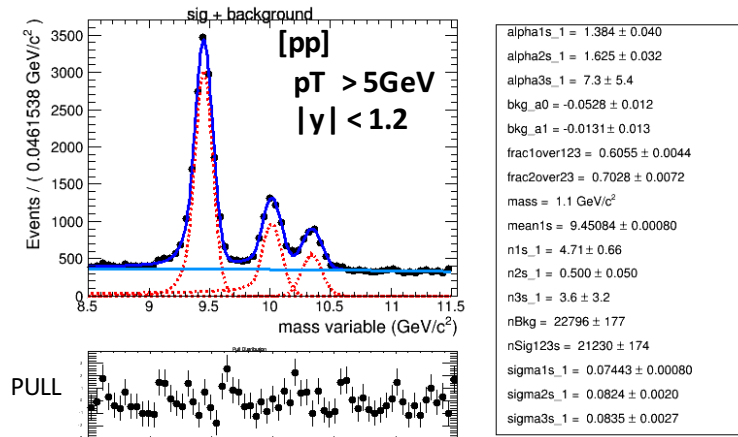 sig + background
Events / ( 0.0461538 GeV/c²)
3500
3000
2500
2000
1500
1000
500
0
[pp]
pT > 5GeV
|y| < 1.2
8.5 9 9.5 10 10.5 11 11.5
mass variable (GeV/c²)
Pull Distribution
PULL
alpha1s_1 = 1.384 ± 0.040
alpha2s_1 = 1.625 ± 0.032
alpha3s_1 = 7.3 ± 5.4
bkg_a0 = -0.0528 ± 0.012
bkg_a1 = -0.0131 ± 0.013
frac1over123 = 0.6055 ± 0.0044
frac2over23 = 0.7028 ± 0.0072
mass = 1.1 GeV/c²
mean1s = 9.45084 ± 0.00080
n1s_1 = 4.71 ± 0.66
n2s_1 = 0.500 ± 0.050
n3s_1 = 3.6 ± 3.2
nBkg = 22796 ± 177
nSig123s = 21230 ± 174
sigma1s_1 = 0.07443 ± 0.00080
sigma2s_1 = 0.0824 ± 0.0020
sigma3s_1 = 0.0835 ± 0.0027